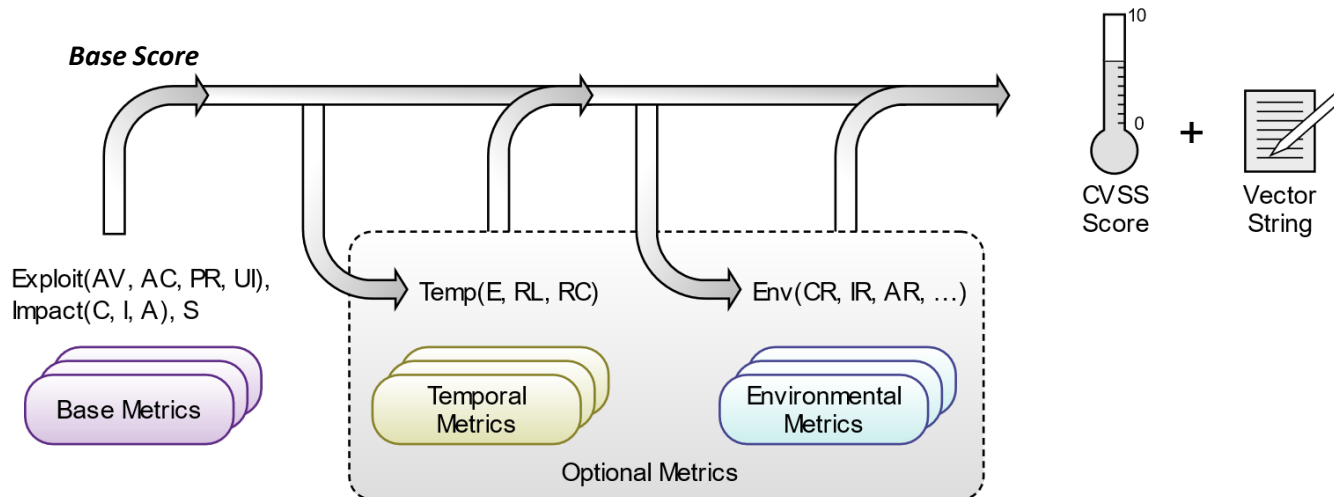 Base Score
10
0
+
CVSS
Score
Vector
String
Exploit(AV, AC, PR, UI),
Impact(C, I, A), S
Temp(E, RL, RC)
Env(CR, IR, AR, …)
Base Metrics
Temporal
Metrics
Environmental
Metrics
Optional Metrics